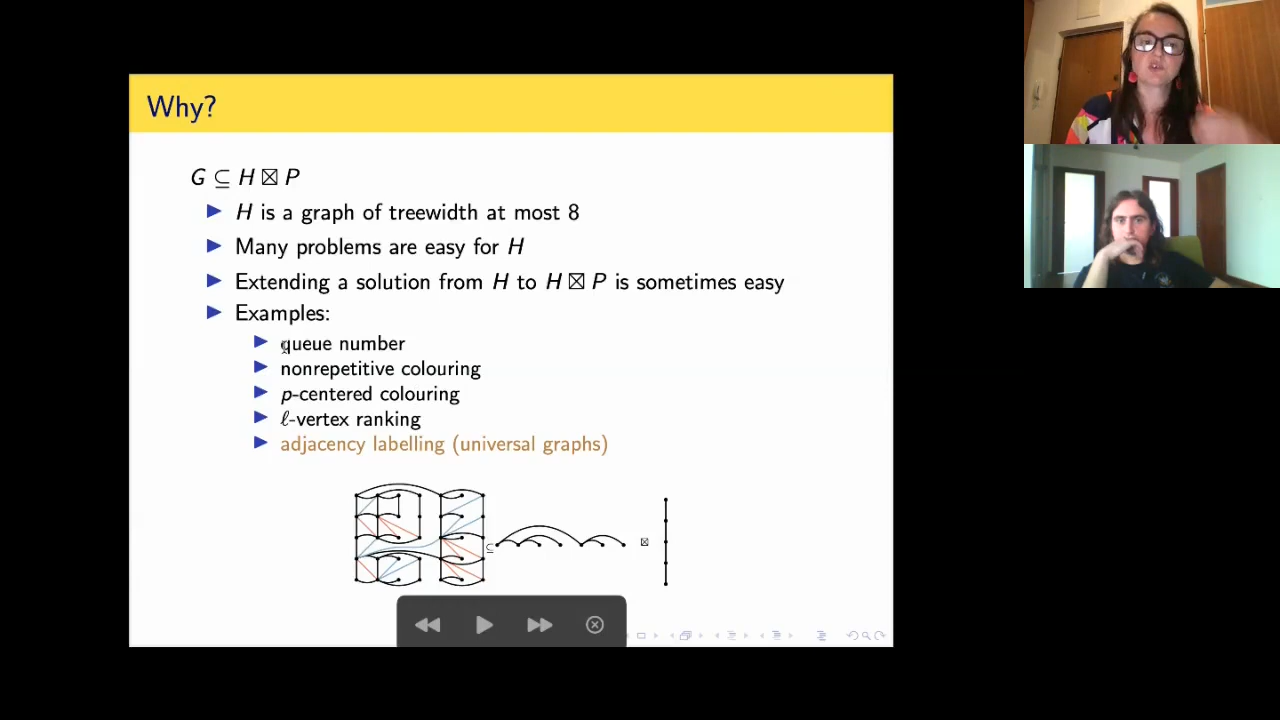 Why?
G ⊆ H ⊠ P
H is a graph of treewidth at most 8
Many problems are easy for H
Extending a solution from H to H ⊠ P is sometimes easy
Examples:
queue number
nonrepetitive colouring
p-centered colouring
ℓ-vertex ranking
adjacency labelling (universal graphs)
⊆ ⊠